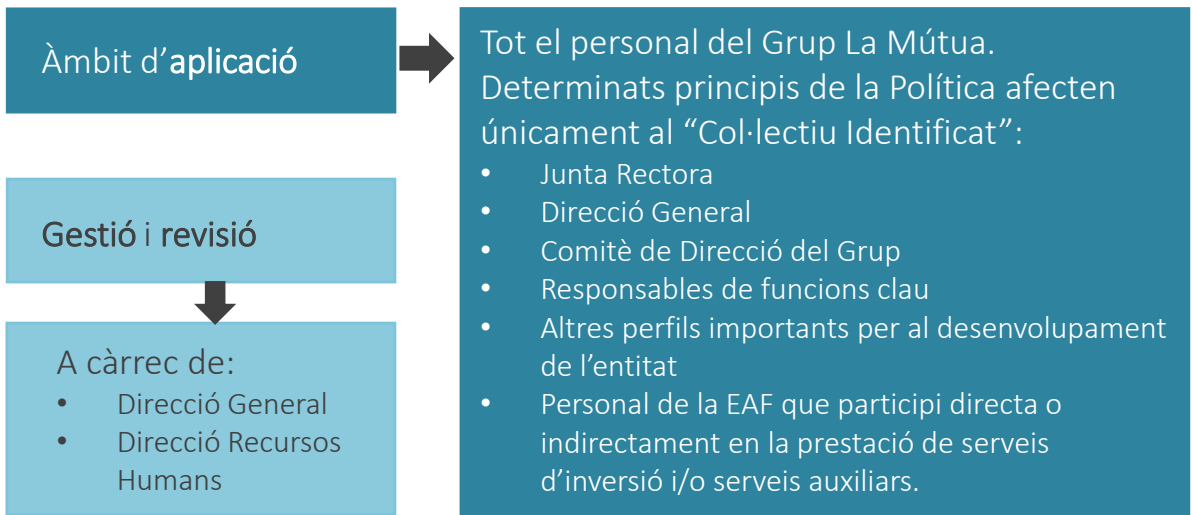 Àmbit d’aplicació
Tot el personal del Grup La Mútua.
Determinats principis de la Política afecten
únicament al “Col·lectiu Identificat”:
• Junta Rectora
• Direcció General
• Comitè de Direcció del Grup
• Responsables de funcions clau
• Altres perfils importants per al desenvolupament
de l’entitat
• Personal de la EAF que participi directa o
indirectament en la prestació de serveis
d’inversió i/o serveis auxiliars.
Gestió i revisió
A càrrec de:
• Direcció General
• Direcció Recursos
Humans